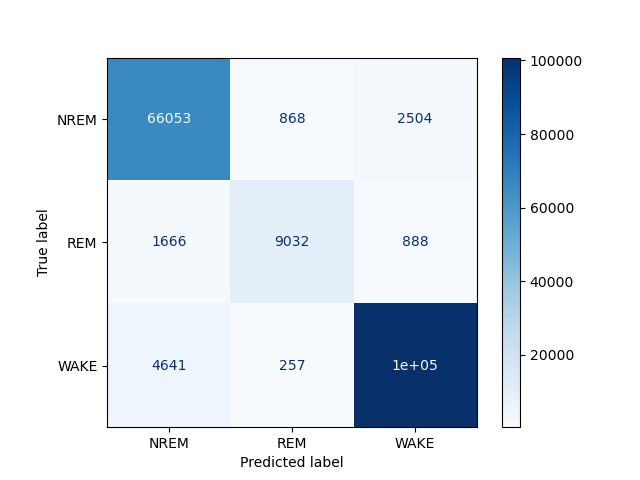 100000
NREM 66053 868 2504
80000
60000
REM 1666 9032 888
40000
20000
WAKE 4641 257 1e+05
NREM REM WAKE
Predicted label
True label